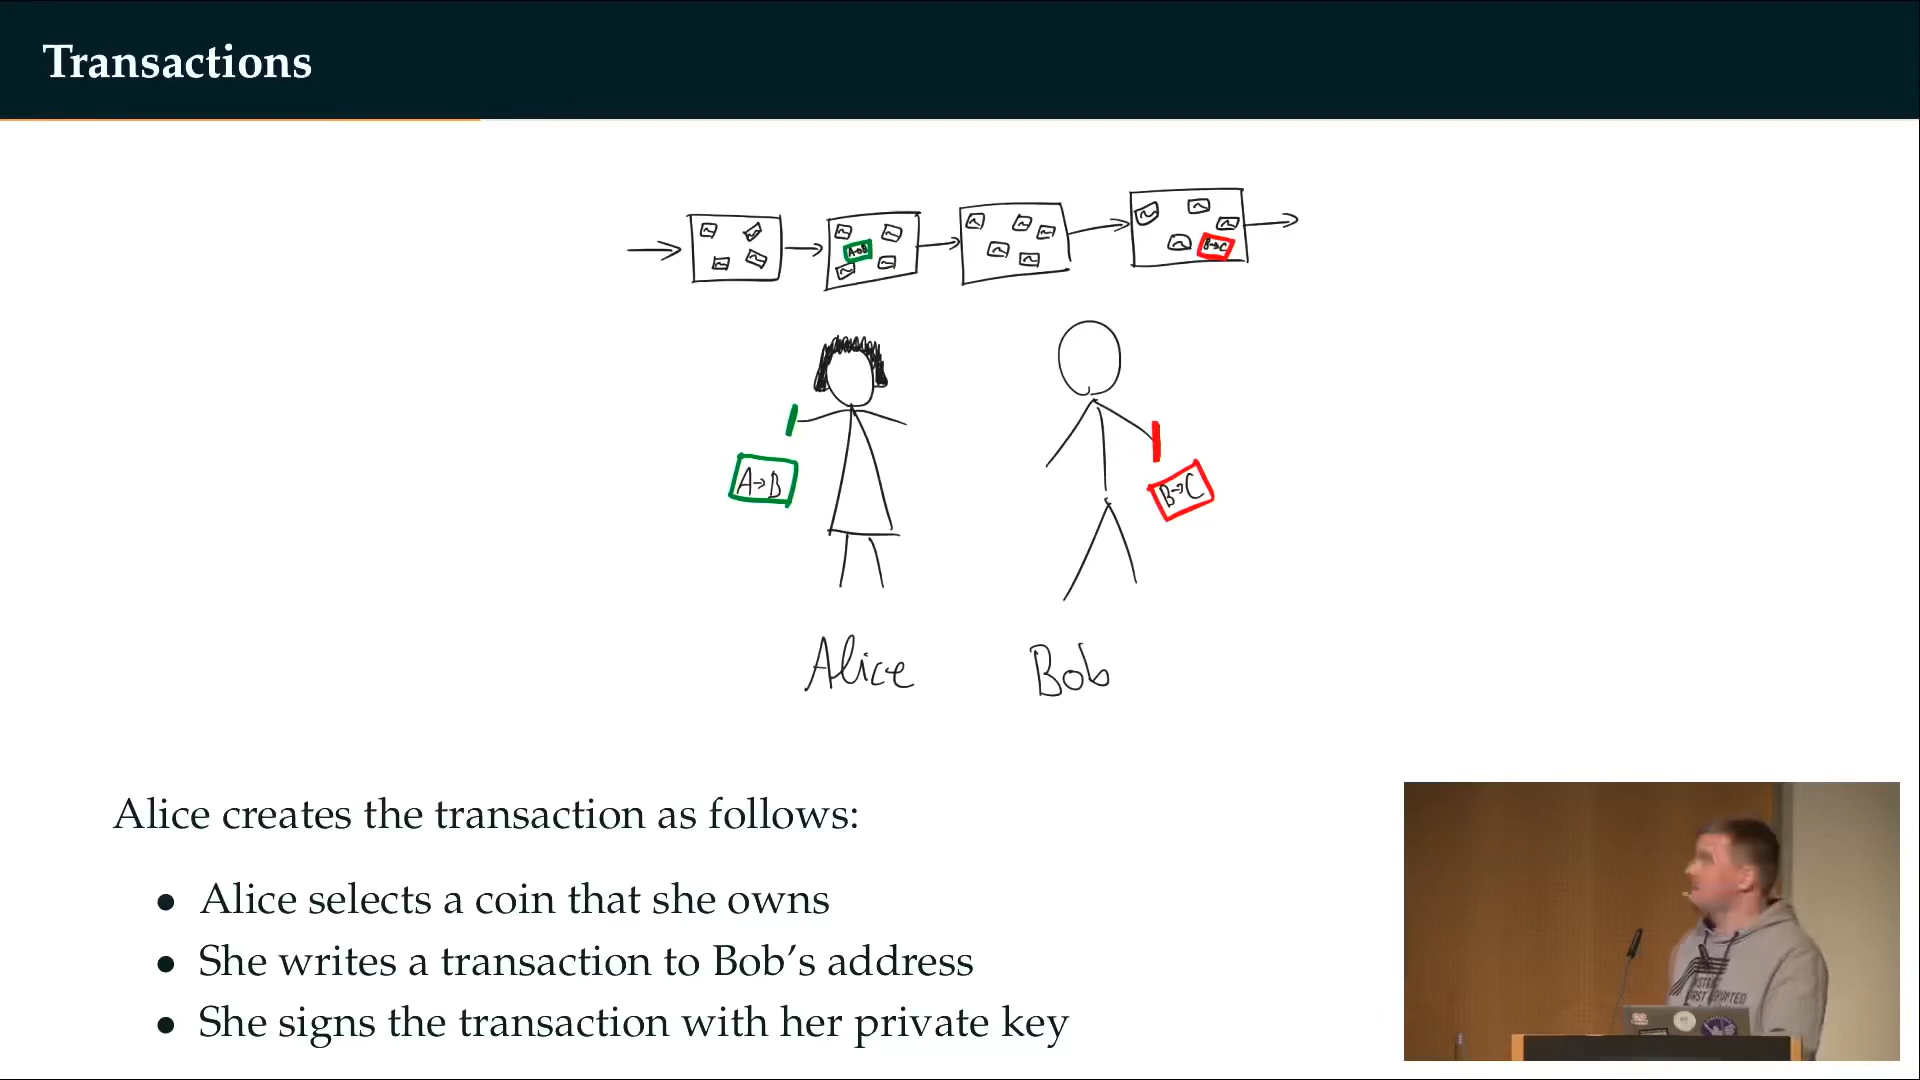 Transactions
A→B
B→C
A→B
B→C
Alice
Bob
Alice creates the transaction as follows:
• Alice selects a coin that she owns
• She writes a transaction to Bob’s address
• She signs the transaction with her private key